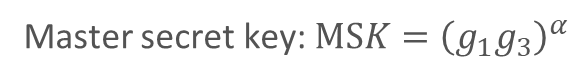 Master secret key: MSK = (g₁g₃)^α